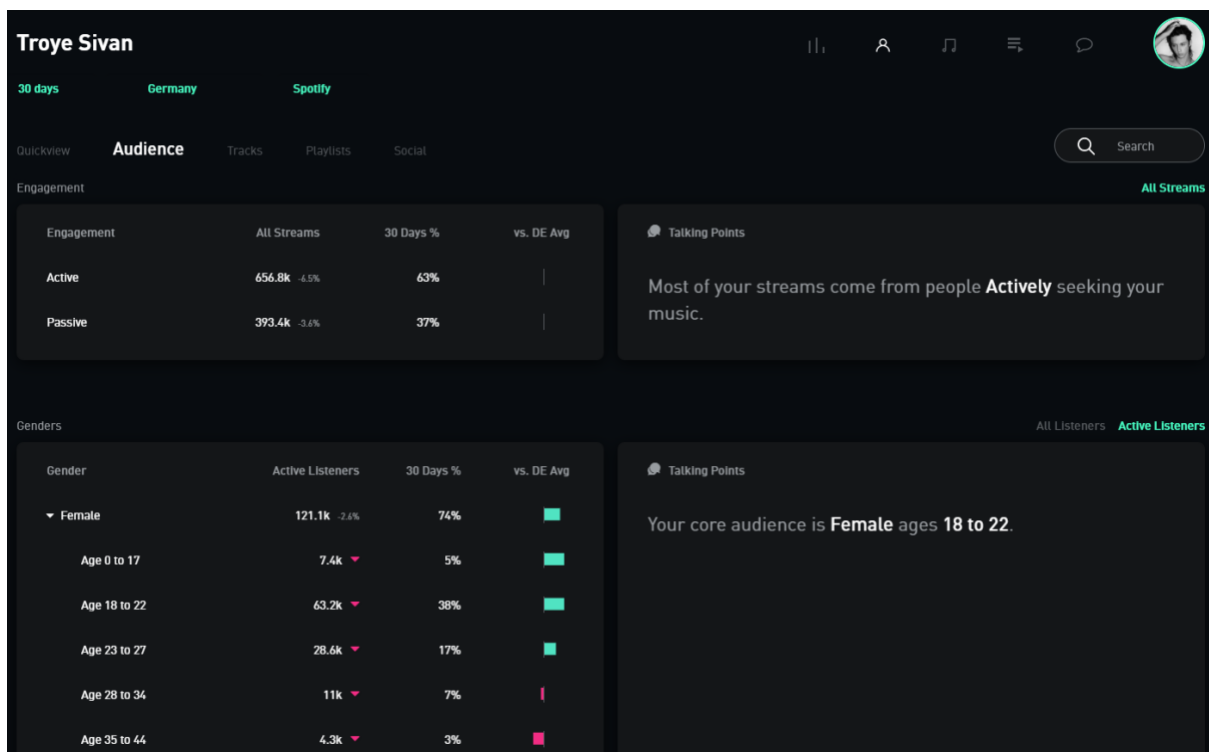 Troye Sivan
30 days Germany Spotify
Quickview Audience Tracks Playlists Social
Search
Engagement
All Streams
Engagement All Streams 30 Days % vs. DE Avg
Active 656.8k -6.5% 63%
Passive 393.4k -3.6% 37%
Talking Points
Most of your streams come from people Actively seeking your
music.
Genders
All Listeners Active Listeners
Gender Active Listeners 30 Days % vs. DE Avg
Female 121.1k -2.6% 74%
Age 0 to 17 7.4k 5%
Age 18 to 22 63.2k 38%
Age 23 to 27 28.6k 17%
Age 28 to 34 11k 7%
Age 35 to 44 4.3k 3%
Talking Points
Your core audience is Female ages 18 to 22.